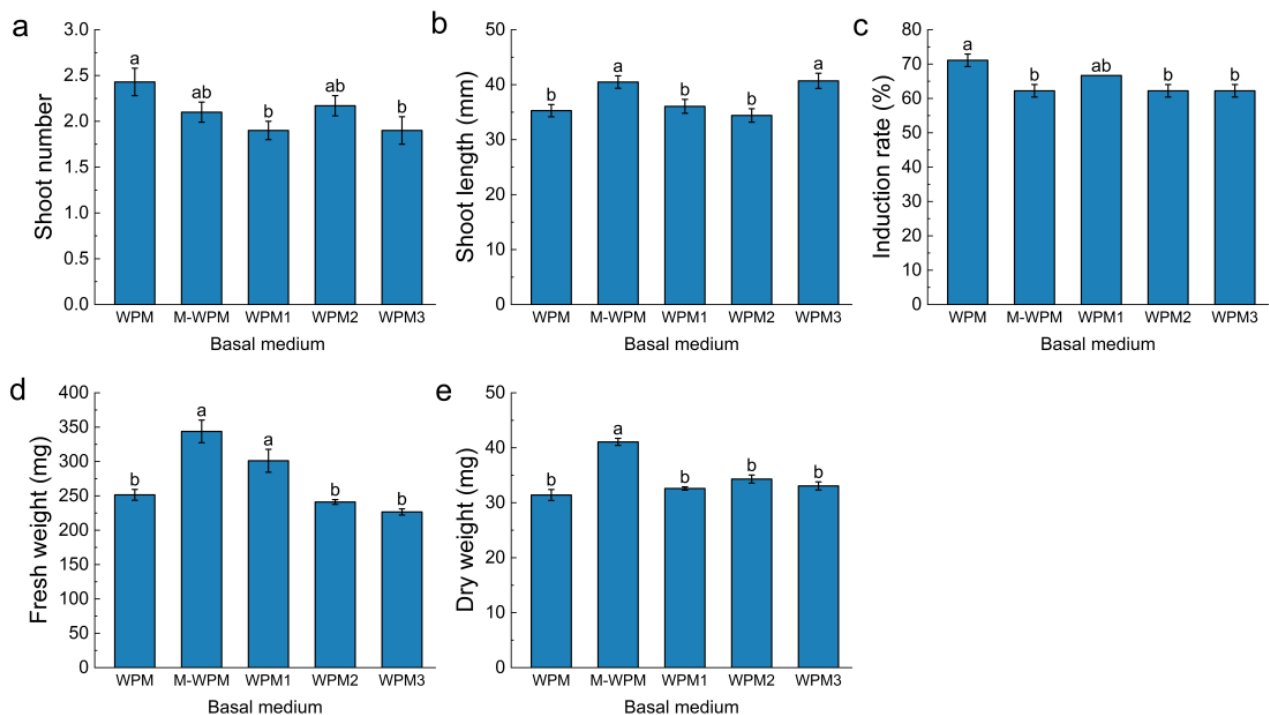 a
Shoot number
3.0
2.5
2.0
1.5
1.0
0.5
0.0
a
ab
b
ab
b
WPM M-WPM WPM1 WPM2 WPM3
Basal medium
b
Shoot length (mm)
50
40
30
20
10
0
b
a
b
b
a
WPM M-WPM WPM1 WPM2 WPM3
Basal medium
c
Induction rate (%)
80
70
60
50
40
30
20
10
0
a
b
ab
b
b
WPM M-WPM WPM1 WPM2 WPM3
Basal medium
d
Fresh weight (mg)
400
350
300
250
200
150
100
50
0
b
a
a
b
b
WPM M-WPM WPM1 WPM2 WPM3
Basal medium
e
Dry weight (mg)
50
40
30
20
10
0
b
a
b
b
b
WPM M-WPM WPM1 WPM2 WPM3
Basal medium